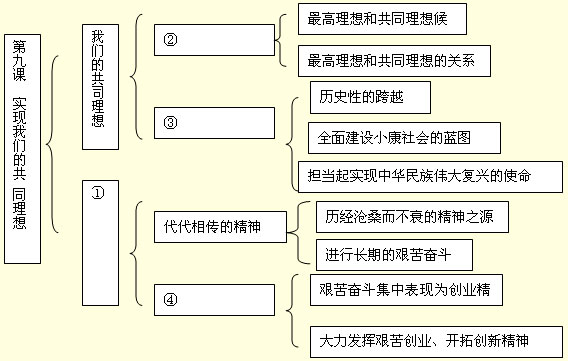 第九课 实现我们的共同理想
我们的共同理想
②
最高理想和共同理想候
最高理想和共同理想的关系
③
历史性的跨越
全面建设小康社会的蓝图
担当起实现中华民族伟大复兴的使命
①
代代相传的精神
历经沧桑而不衰的精神之源
进行长期的艰苦奋斗
④
艰苦奋斗集中表现为创业精
大力发挥艰苦创业、开拓创新精神